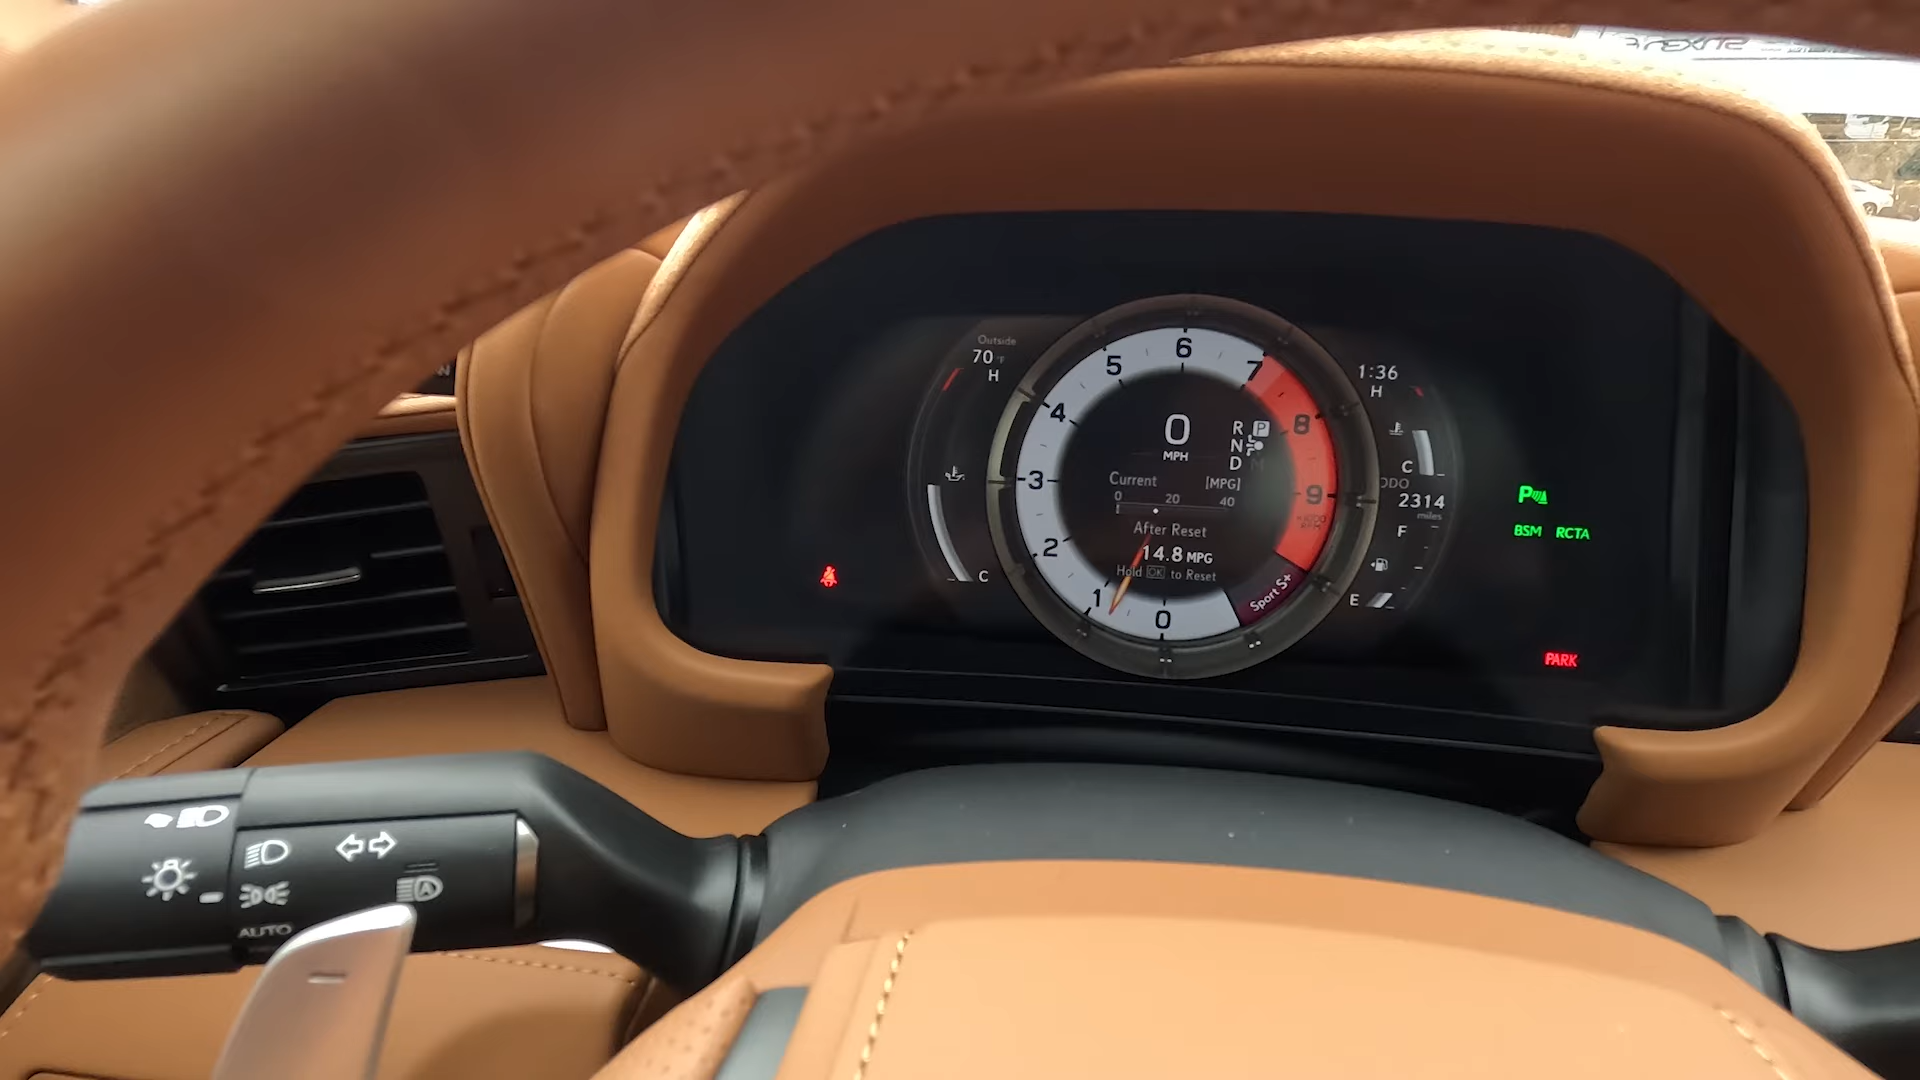 Outside
70 °F
H
C
5
6
7
4
8
3
9
2
1
0
0
MPH
R P
N
D M
Current [MPG]
0 20 40
After Reset
14.8 MPG
Hold OK to Reset
Sport S+
1:36
H
C
ODO
2314
miles
F
E
P
BSM RCTA
PARK
A
AUTO